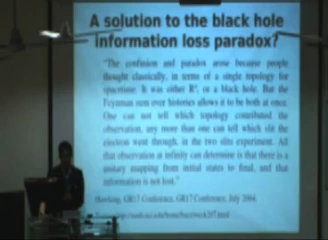 A solution to the black hole
information loss paradox?
"The confusion and paradox arose because people
thought classically, in terms of a single topology for
spacetime. It was either R⁴, or a black hole. But the
Feynman sum over histories allows it to be both at once.
One can not tell which topology contributed the
observation, any more than one can tell which slit the
electron went through, in the two slits experiment. All
that observation at infinity can determine is that there is a
unitary mapping from initial states to final, and that
information is not lost."
Hawking, GR17 Conference, July 2004.